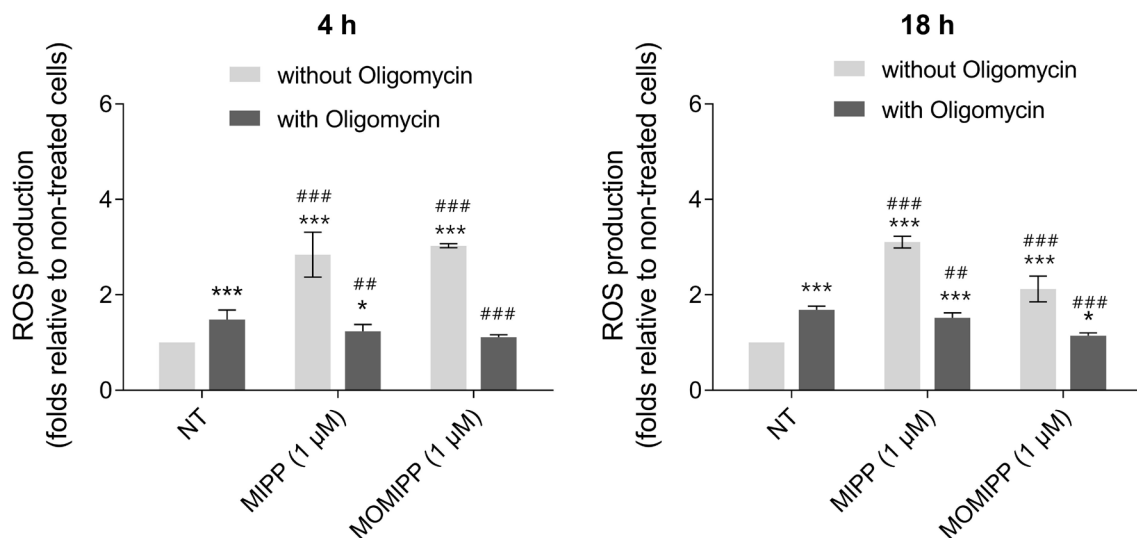 4 h
without Oligomycin
with Oligomycin
ROS production
(folds relative to non-treated cells)
6
4
2
0
***
###
***
##
*
###
***
###
NT
MIPP (1 µM)
MOMIPP (1 µM)
18 h
without Oligomycin
with Oligomycin
ROS production
(folds relative to non-treated cells)
6
4
2
0
***
###
***
##
***
###
***
###
*
NT
MIPP (1 µM)
MOMIPP (1 µM)